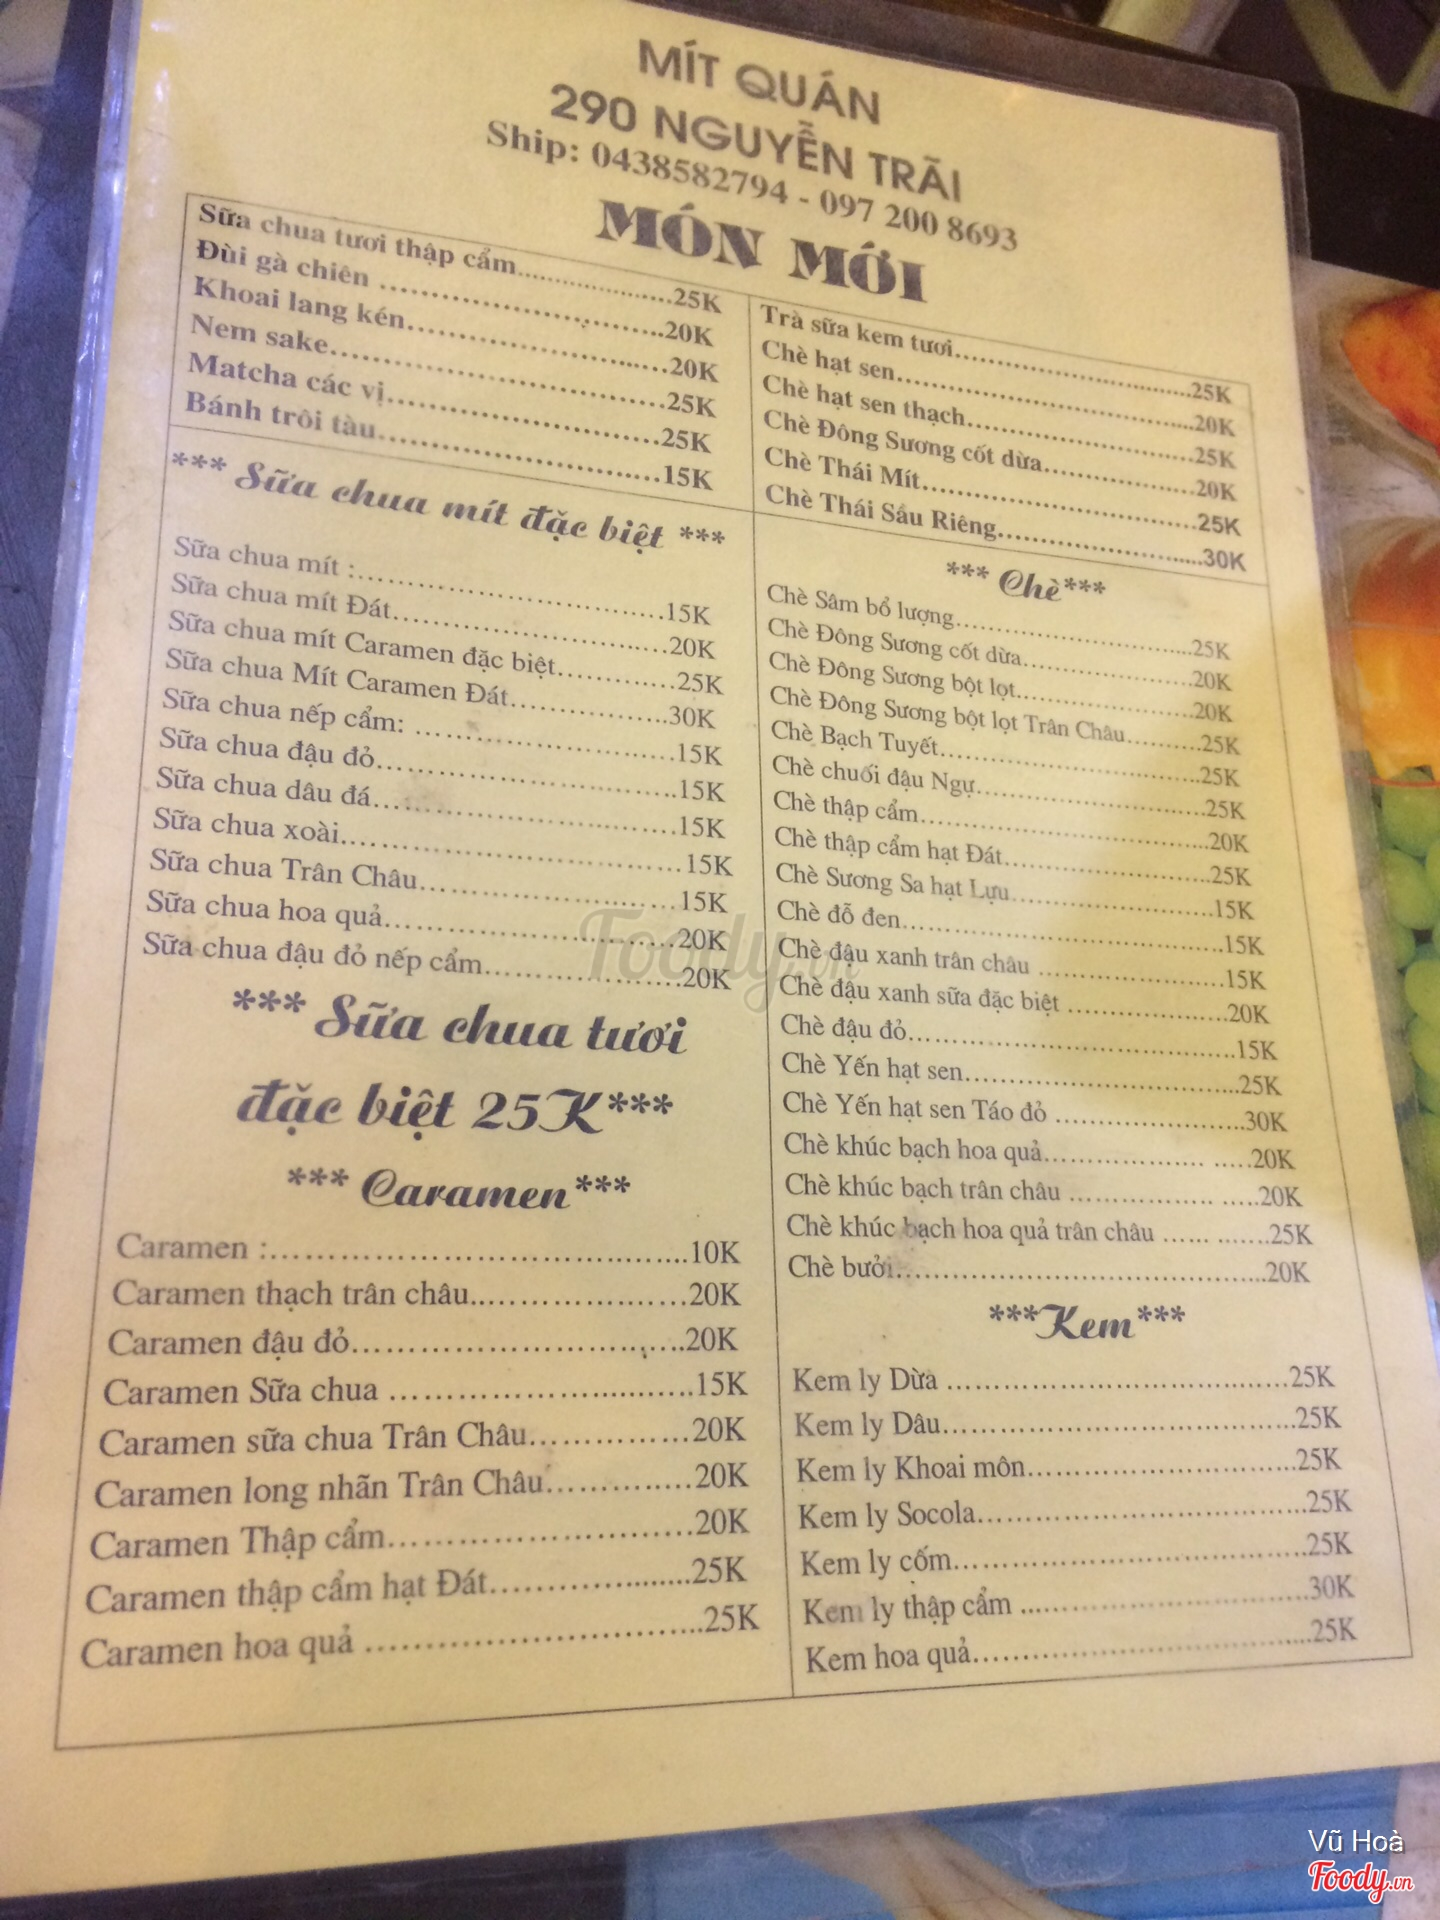 MÍT QUÁN
290 NGUYỄN TRÃI
Ship: 0438582794 - 097 200 8693
MÓN MỚI
Sữa chua tươi thập cẩm.....................25K
Đùi gà chiên .................................20K
Khoai lang kén...............................20K
Nem sake.......................................25K
Matcha các vị................................25K
Bánh trôi tàu.................................15K
*** Sữa chua mít đặc biệt ***
Sữa chua mít :...............................15K
Sữa chua mít Đát............................20K
Sữa chua mít Caramen đặc biệt............25K
Sữa chua Mít Caramen Đát................30K
Sữa chua nếp cẩm: ..........................15K
Sữa chua đậu đỏ..............................15K
Sữa chua dâu đá..............................15K
Sữa chua xoài.................................15K
Sữa chua Trân Châu.........................15K
Sữa chua hoa quả............................20K
Sữa chua đậu đỏ nếp cẩm...................20K
*** Sữa chua tươi
đặc biệt 25K***
*** Caramen***
Caramen :......................................10K
Caramen thạch trân châu...................20K
Caramen đậu đỏ..............................20K
Caramen Sữa chua ...........................15K
Caramen sữa chua Trân Châu..............20K
Caramen long nhãn Trân Châu............20K
Caramen Thập cẩm..........................20K
Caramen thập cẩm hạt Đát.................25K
Caramen hoa quả ............................25K
Trà sữa kem tươi.............................25K
Chè hạt sen....................................20K
Chè hạt sen thạch............................25K
Chè Đông Sương cốt dừa...................20K
Chè Thái Mít..................................25K
Chè Thái Sầu Riêng.........................30K
*** Chè***
Chè Sâm bổ lượng............................25K
Chè Đông Sương cốt dừa...................20K
Chè Đông Sương bột lọt....................20K
Chè Đông Sương bột lọt Trân Châu..........25K
Chè Bạch Tuyết...............................25K
Chè chuối đậu Ngự...........................25K
Chè thập cẩm.................................20K
Chè thập cẩm hạt Đát.......................25K
Chè Sương Sa hạt Lựu......................15K
Chè đỗ đen.....................................15K
Chè đậu xanh trân châu .....................15K
Chè đậu xanh sữa đặc biệt ..................20K
Chè đậu đỏ.....................................15K
Chè Yến hạt sen..............................25K
Chè Yến hạt sen Táo đỏ .....................30K
Chè khúc bạch hoa quả.................. .....20K
Chè khúc bạch trân châu ................ .....20K
Chè khúc bạch hoa quả trân châu ...... .......25K
Chè bưởi.......................................20K
***Kem***
Kem ly Dừa ...................................25K
Kem ly Dâu...................................25K
Kem ly Khoai môn..........................25K
Kem ly Socola................................25K
Kem ly cốm...................................25K
Kem ly thập cẩm ............................30K
Kem hoa quả..................................25K
Foody.vn
Vũ Hoà
Foody.vn